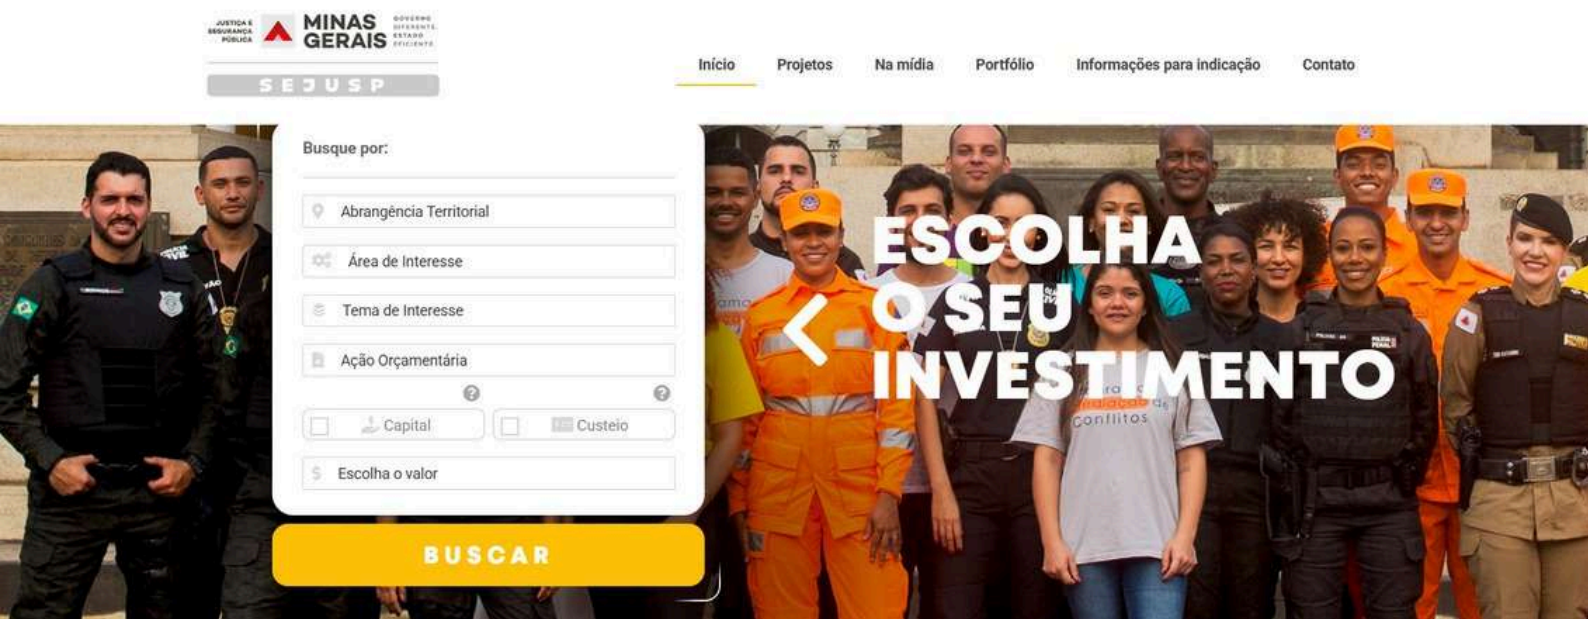 JUSTIÇA E
SEGURANÇA
PÚBLICA
MINAS
GERAIS
GOVERNO
DIFERENTE.
ESTADO
EFICIENTE.
SEJUSP
Início Projetos Na mídia Portfólio Informações para indicação Contato
Busque por:
Abrangência Territorial
Área de Interesse
Tema de Interesse
Ação Orçamentária
? ?
Capital Custeio
$ Escolha o valor
BUSCAR
ESCOLHA
O SEU
INVESTIMENTO
Conflitos